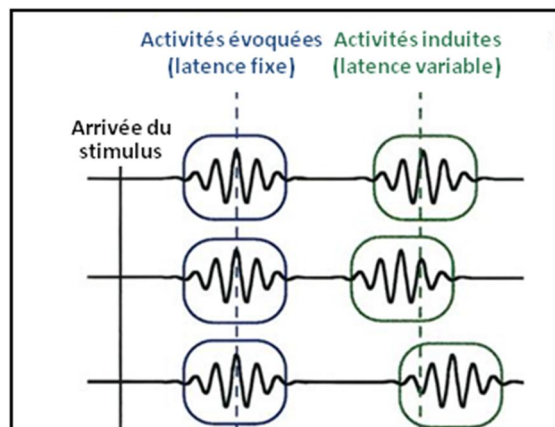 Activités évoquées
(latence fixe)
Activités induites
(latence variable)
Arrivée du
stimulus